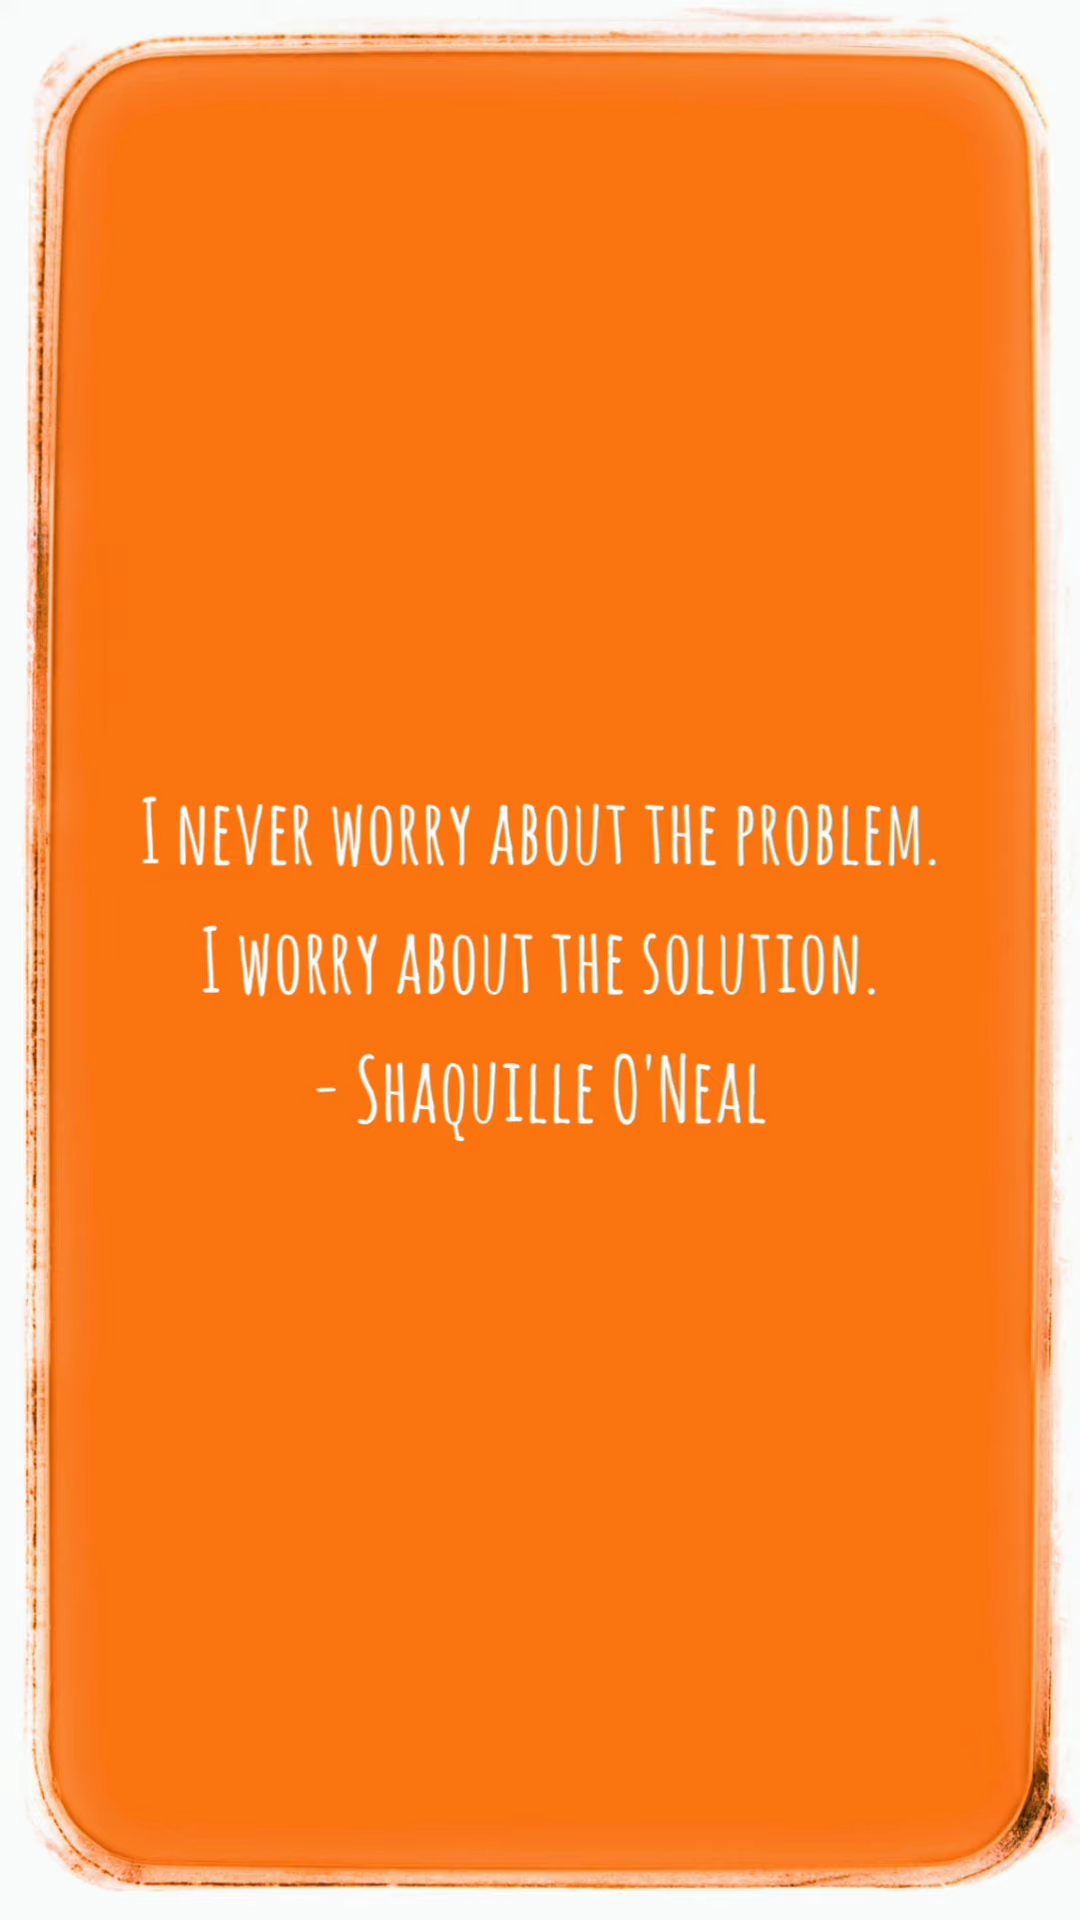 I never worry about the problem.
I worry about the solution.
- Shaquille O'Neal